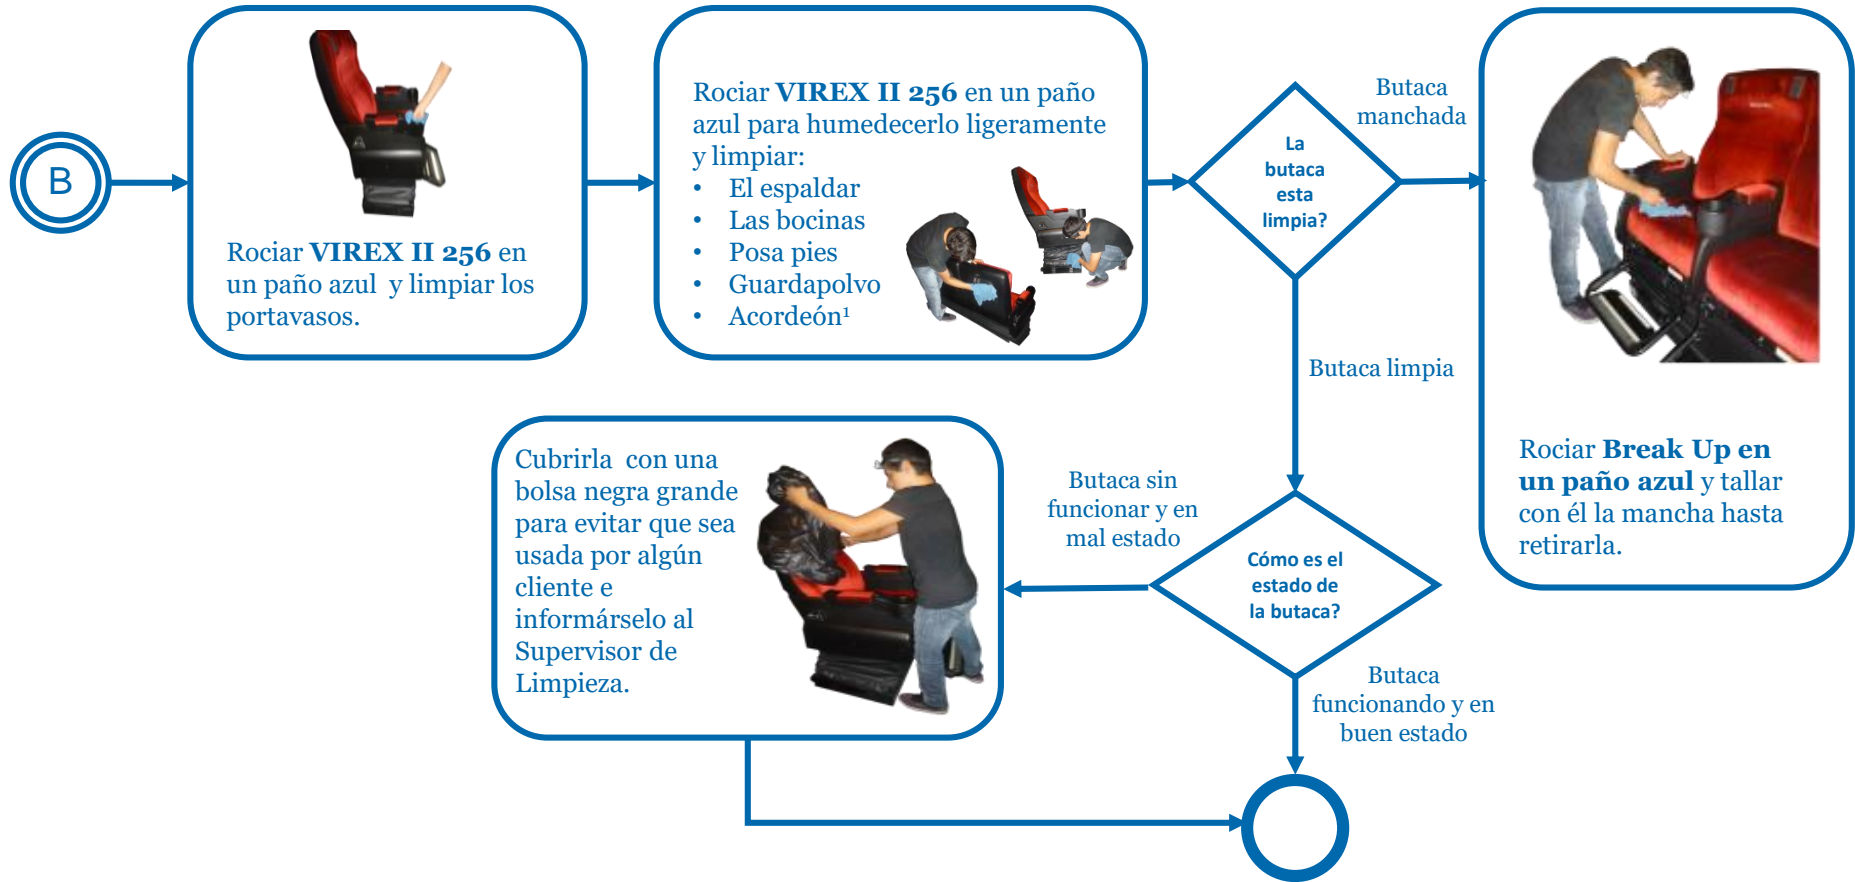 B
Rociar VIREX II 256 en
un paño azul y limpiar los
portavasos.
Rociar VIREX II 256 en un paño
azul para humedecerlo ligeramente
y limpiar:
• El espaldar
• Las bocinas
• Posa pies
• Guardapolvo
• Acordeón¹
La
butaca
esta
limpia?
Butaca
manchada
Rociar Break Up en
un paño azul y tallar
con él la mancha hasta
retirarla.
Butaca limpia
Cómo es el
estado de
la butaca?
Butaca sin
funcionar y en
mal estado
Cubrirla con una
bolsa negra grande
para evitar que sea
usada por algún
cliente e
informárselo al
Supervisor de
Limpieza.
Butaca
funcionando y en
buen estado